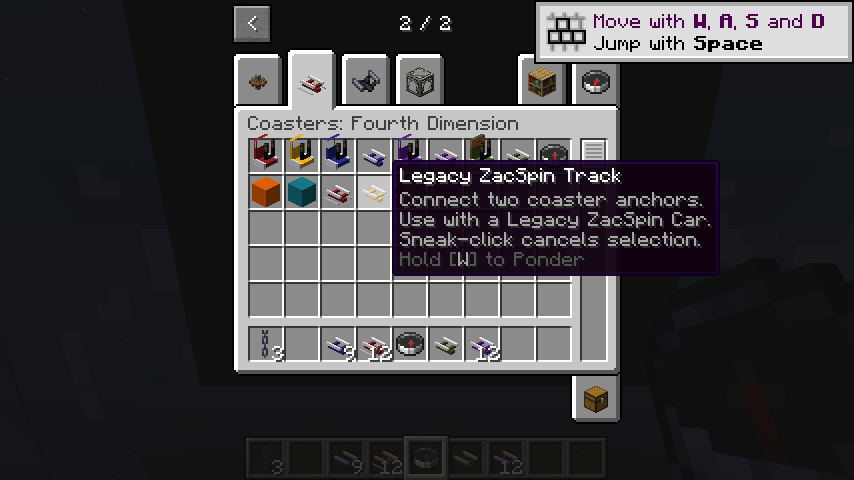 <
2 / 2
Move with W, A, S and D
Jump with Space
Coasters: Fourth Dimension
Legacy ZacSpin Track
Connect two coaster anchors.
Use with a Legacy ZacSpin Car.
Sneak-click cancels selection.
Hold [W] to Ponder
3
9
12
12
3
9
12
12